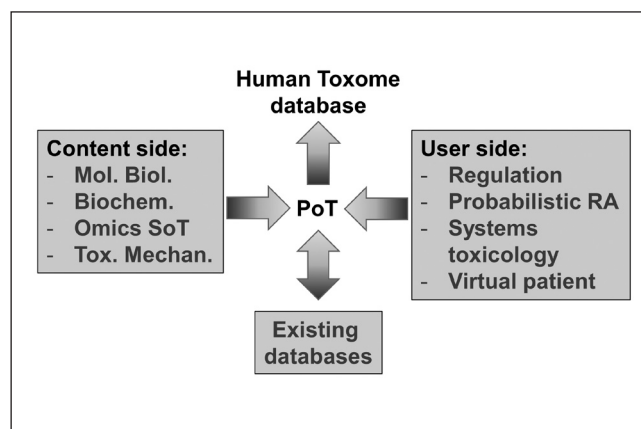 Human Toxome
database
Content side:
- Mol. Biol.
- Biochem.
- Omics SoT
- Tox. Mechan.
PoT
User side:
- Regulation
- Probabilistic RA
- Systems
toxicology
- Virtual patient
Existing
databases